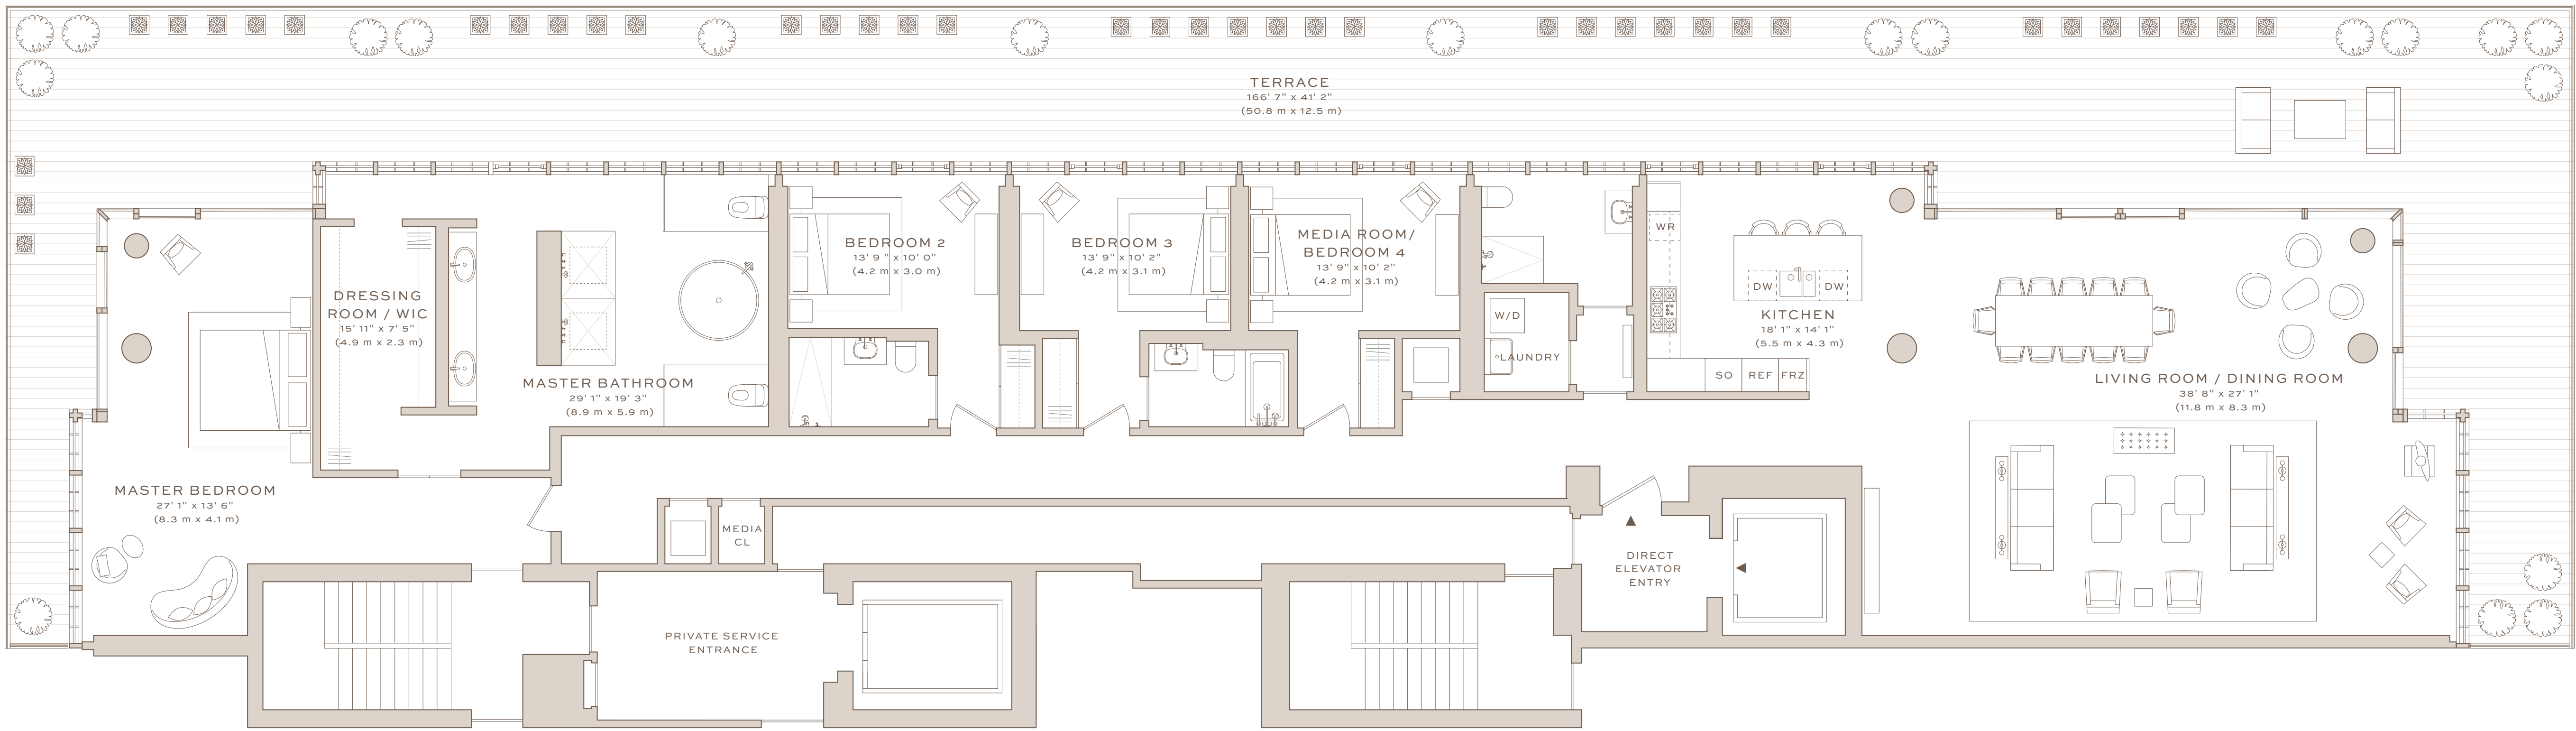 TERRACE
166' 7" x 41' 2"
(50.8 m x 12.5 m)
DRESSING
ROOM / WIC
15' 11" x 7' 5"
(4.9 m x 2.3 m)
MASTER BATHROOM
29' 1" x 19' 3"
(8.9 m x 5.9 m)
BEDROOM 2
13' 9 " x 10' 0"
(4.2 m x 3.0 m)
BEDROOM 3
13' 9" x 10' 2"
(4.2 m x 3.1 m)
MEDIA ROOM/
BEDROOM 4
13' 9" x 10' 2"
(4.2 m x 3.1 m)
W/D
LAUNDRY
WR
DW
DW
KITCHEN
18' 1" x 14' 1"
(5.5 m x 4.3 m)
SO
REF
FRZ
LIVING ROOM / DINING ROOM
38' 8" x 27' 1"
(11.8 m x 8.3 m)
MASTER BEDROOM
27' 1" x 13' 6"
(8.3 m x 4.1 m)
MEDIA
CL
DIRECT
ELEVATOR
ENTRY
PRIVATE SERVICE
ENTRANCE